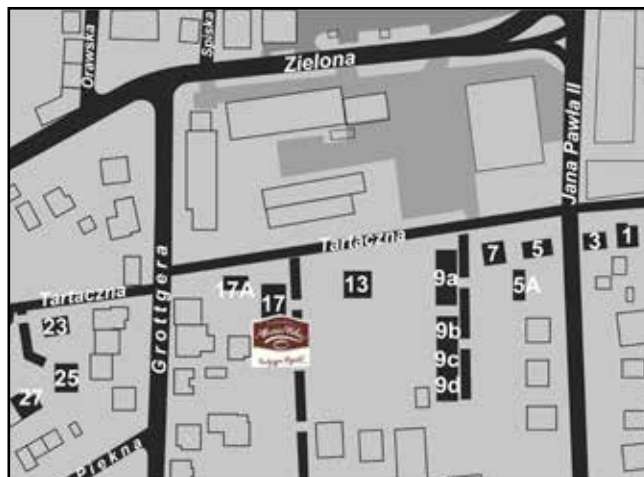 Orawska
Spiska
Zielona
Jana Pawła II
Tartaczna
Grottgera
Tartaczna
17A
17
13
9a
9b
9c
9d
7
5
5A
3
1
23
25
27
Piękna